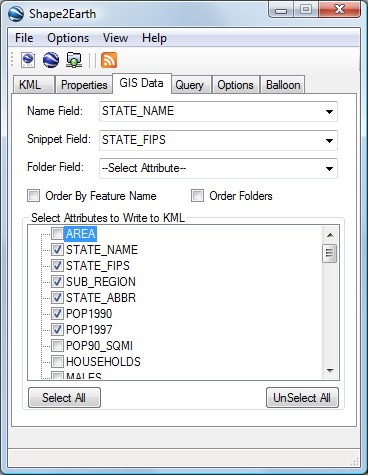 Shape2Earth
File Options View Help
KML Properties GIS Data Query Options Balloon
Name Field: STATE_NAME
Snippet Field: STATE_FIPS
Folder Field: --Select Attribute--
Order By Feature Name Order Folders
Select Attributes to Write to KML
AREA
STATE_NAME
STATE_FIPS
SUB_REGION
STATE_ABBR
POP1990
POP1997
POP90_SQMI
HOUSEHOLDS
MALES
Select All UnSelect All